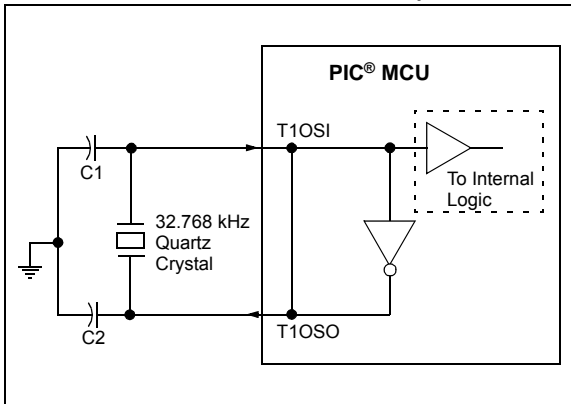 PIC® MCU
T1OSI
C1
To Internal
Logic
32.768 kHz
Quartz
Crystal
T1OSO
C2